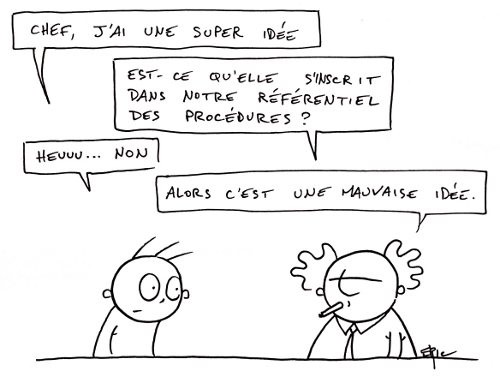 CHEF, J'AI UNE SUPER IDÉE
EST-CE QU'ELLE S'INSCRIT
DANS NOTRE RÉFÉRENTIEL
DES PROCÉDURES ?
HEUUU... NON
ALORS C'EST UNE MAUVAISE IDÉE.